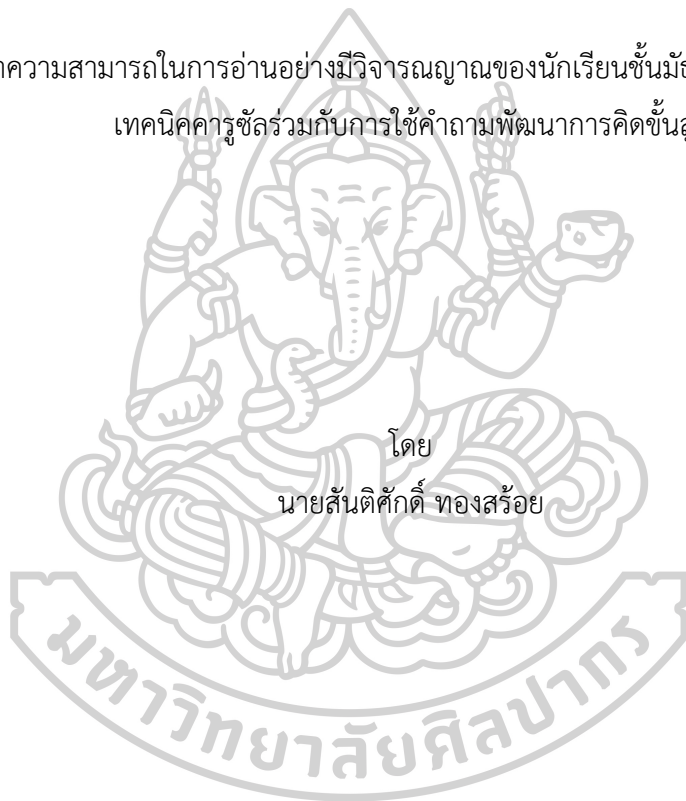 ความสามารถในการอ่านอย่างมีวิจารณญาณของนักเรียนชั้น
เทคนิคคารูซัลร่วมกับการใช้คำถามพัฒนาการคิดขั้น
โดย
นายสันติศักดิ์ ทองสร้อย
มหาวิทยาลัยศิลปากร